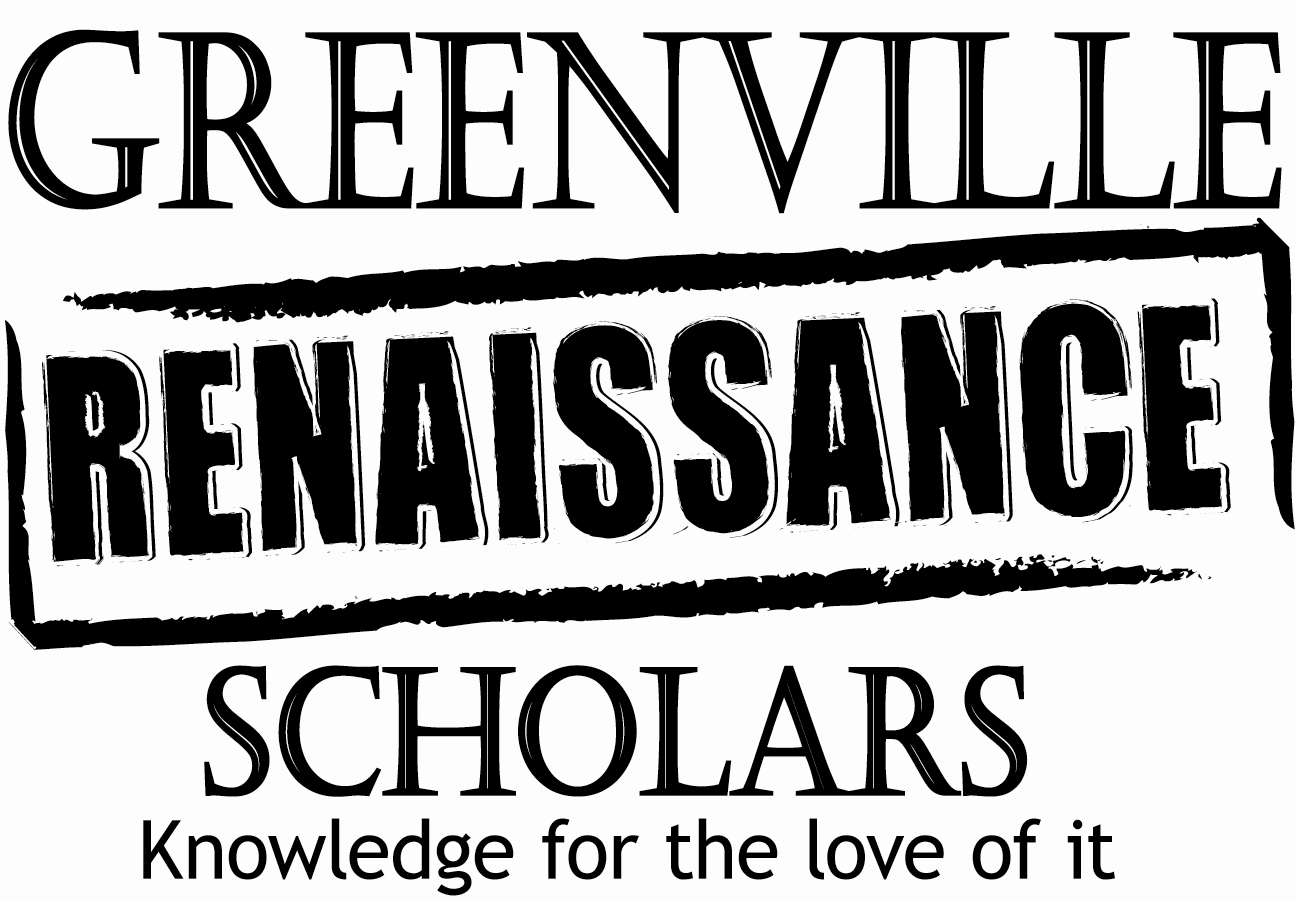 GREENVILLE
RENAISSANCE
SCHOLARS
Knowledge for the love of it